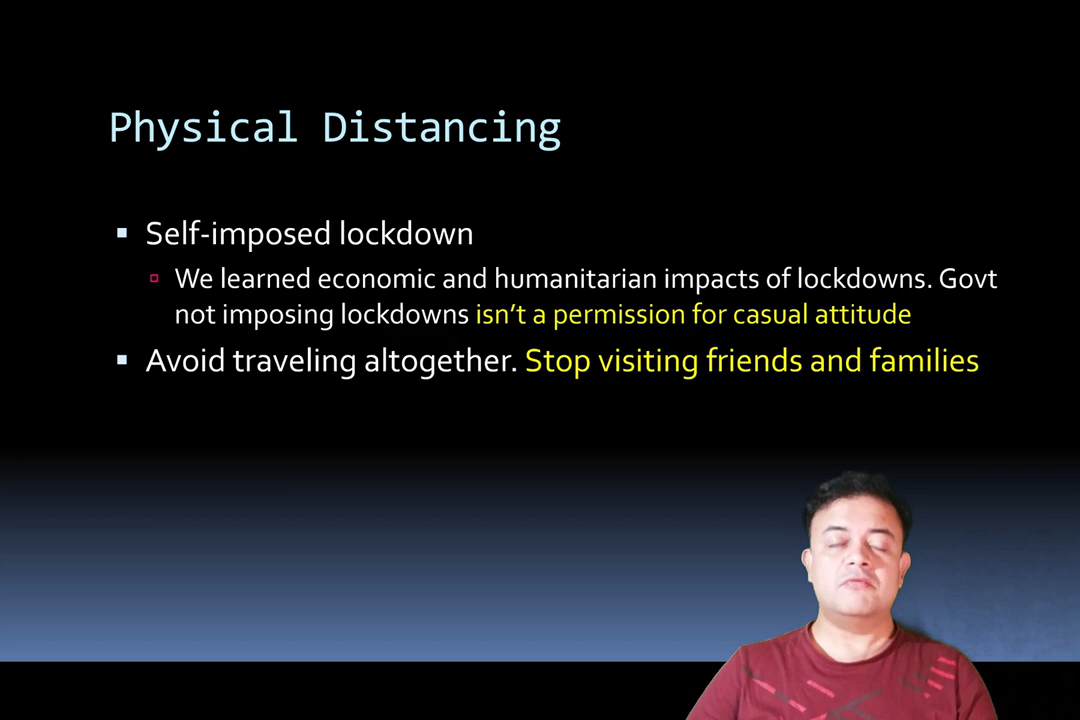 Physical Distancing
Self-imposed lockdown
We learned economic and humanitarian impacts of lockdowns. Govt
not imposing lockdowns isn’t a permission for casual attitude
Avoid traveling altogether. Stop visiting friends and families